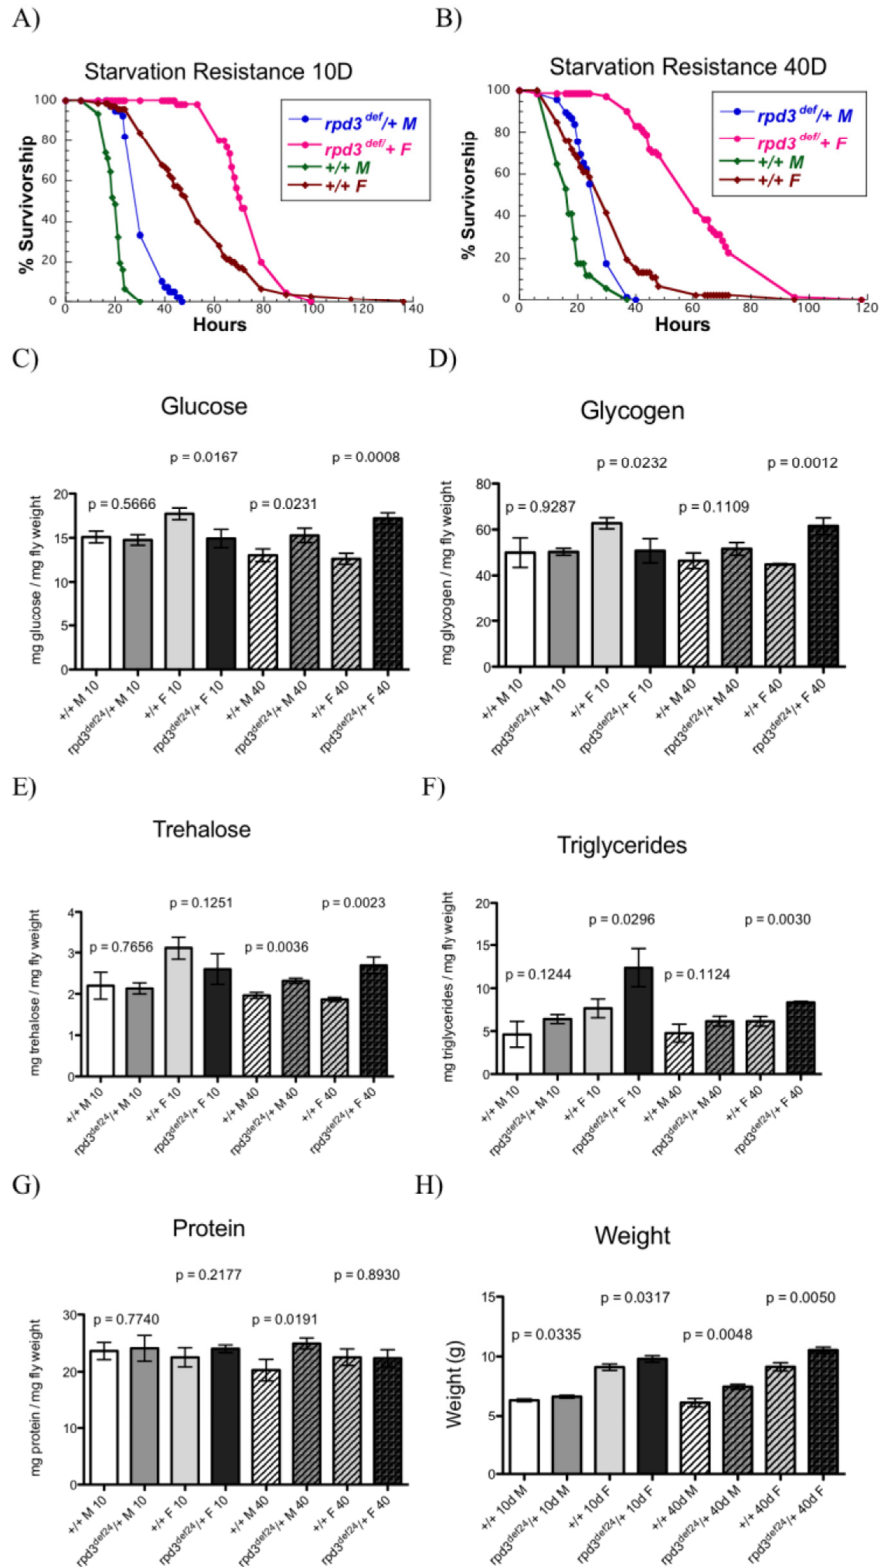 A)
Starvation Resistance 10D
% Survivorship
100
80
60
40
20
0
0 20 40 60 80 100 120 140
Hours
rpd3 def/+ M
rpd3 def/+ F
+/+ M
+/+ F
B)
Starvation Resistance 40D
% Survivorship
100
80
60
40
20
0
0 20 40 60 80 100 120
Hours
rpd3 def/+ M
rpd3 def/+ F
+/+ M
+/+ F
C)
Glucose
p = 0.0167 p = 0.0008
p = 0.5666 p = 0.0231
mg glucose / mg fly weight
20
15
10
5
0
+/+ M 10
rpd3def24/+ M 10
+/+ F 10
rpd3def24/+ F 10
+/+ M 40
rpd3def24/+ M 40
+/+ F 40
rpd3def24/+ F 40
D)
Glycogen
p = 0.0232 p = 0.0012
p = 0.9287 p = 0.1109
mg glycogen / mg fly weight
80
60
40
20
0
+/+ M 10
rpd3def24/+ M 10
+/+ F 10
rpd3def24/+ F 10
+/+ M 40
rpd3def24/+ M 40
+/+ F 40
rpd3def24/+ F 40
E)
Trehalose
p = 0.1251 p = 0.0023
p = 0.7656 p = 0.0036
mg trehalose / mg fly weight
4
3
2
1
0
+/+ M 10
rpd3def24/+ M 10
+/+ F 10
rpd3def24/+ F 10
+/+ M 40
rpd3def24/+ M 40
+/+ F 40
rpd3def24/+ F 40
F)
Triglycerides
p = 0.0296 p = 0.0030
p = 0.1244 p = 0.1124
mg triglycerides / mg fly weight
20
15
10
5
0
+/+ M 10
rpd3def24/+ M 10
+/+ F 10
rpd3def24/+ F 10
+/+ M 40
rpd3def24/+ M 40
+/+ F 40
rpd3def24/+ F 40
G)
Protein
p = 0.2177 p = 0.8930
p = 0.7740 p = 0.0191
mg protein / mg fly weight
30
20
10
0
+/+ M 10
rpd3def24/+ M 10
+/+ F 10
rpd3def24/+ F 10
+/+ M 40
rpd3def24/+ M 40
+/+ F 40
rpd3def24/+ F 40
H)
Weight
p = 0.0317 p = 0.0050
p = 0.0335 p = 0.0048
Weight (g)
15
10
5
0
+/+ 10d M
rpd3def24/+ 10d M
+/+ 10d F
rpd3def24/+ 10d F
+/+ 40d M
rpd3def24/+ 40d M
+/+ 40d F
rpd3def24/+ 40d F